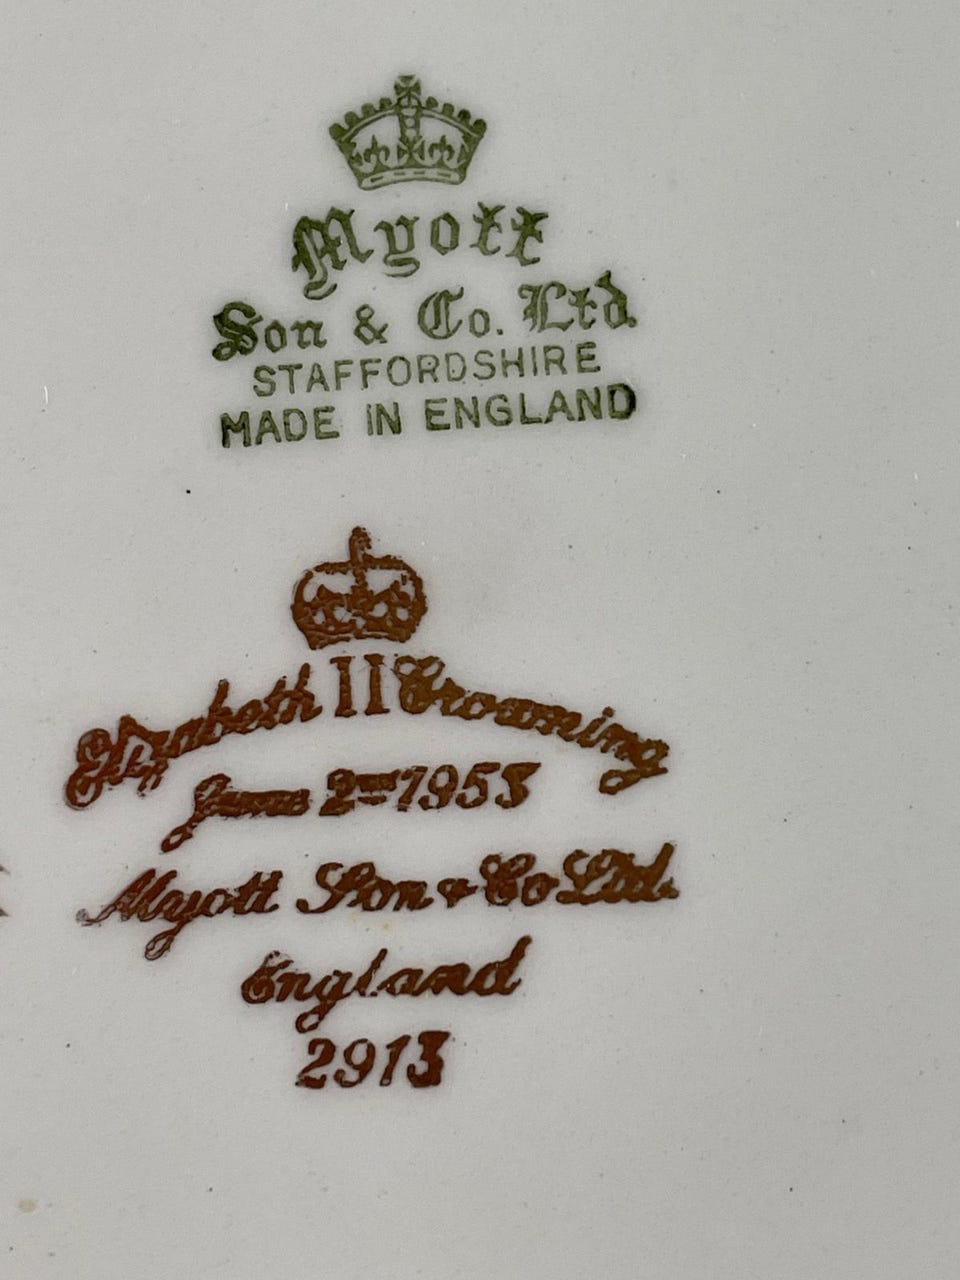 Myott
Son & Co. Ltd.
STAFFORDSHIRE
MADE IN ENGLAND
Elizabeth II Crowning
June 2nd 1953
Myott Son & Co Ltd.
England
2913